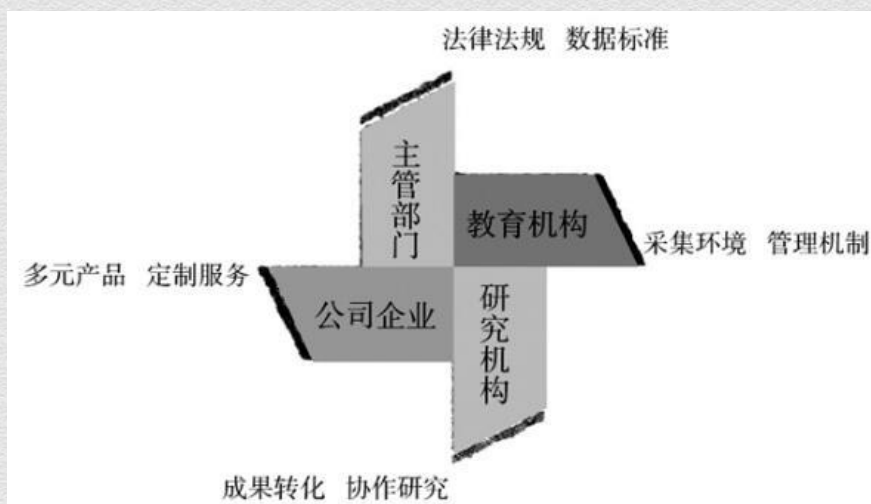 法律法规 数据标准
主管部门
教育机构
采集环境 管理机制
多元产品 定制服务
公司企业
研究机构
成果转化 协作研究